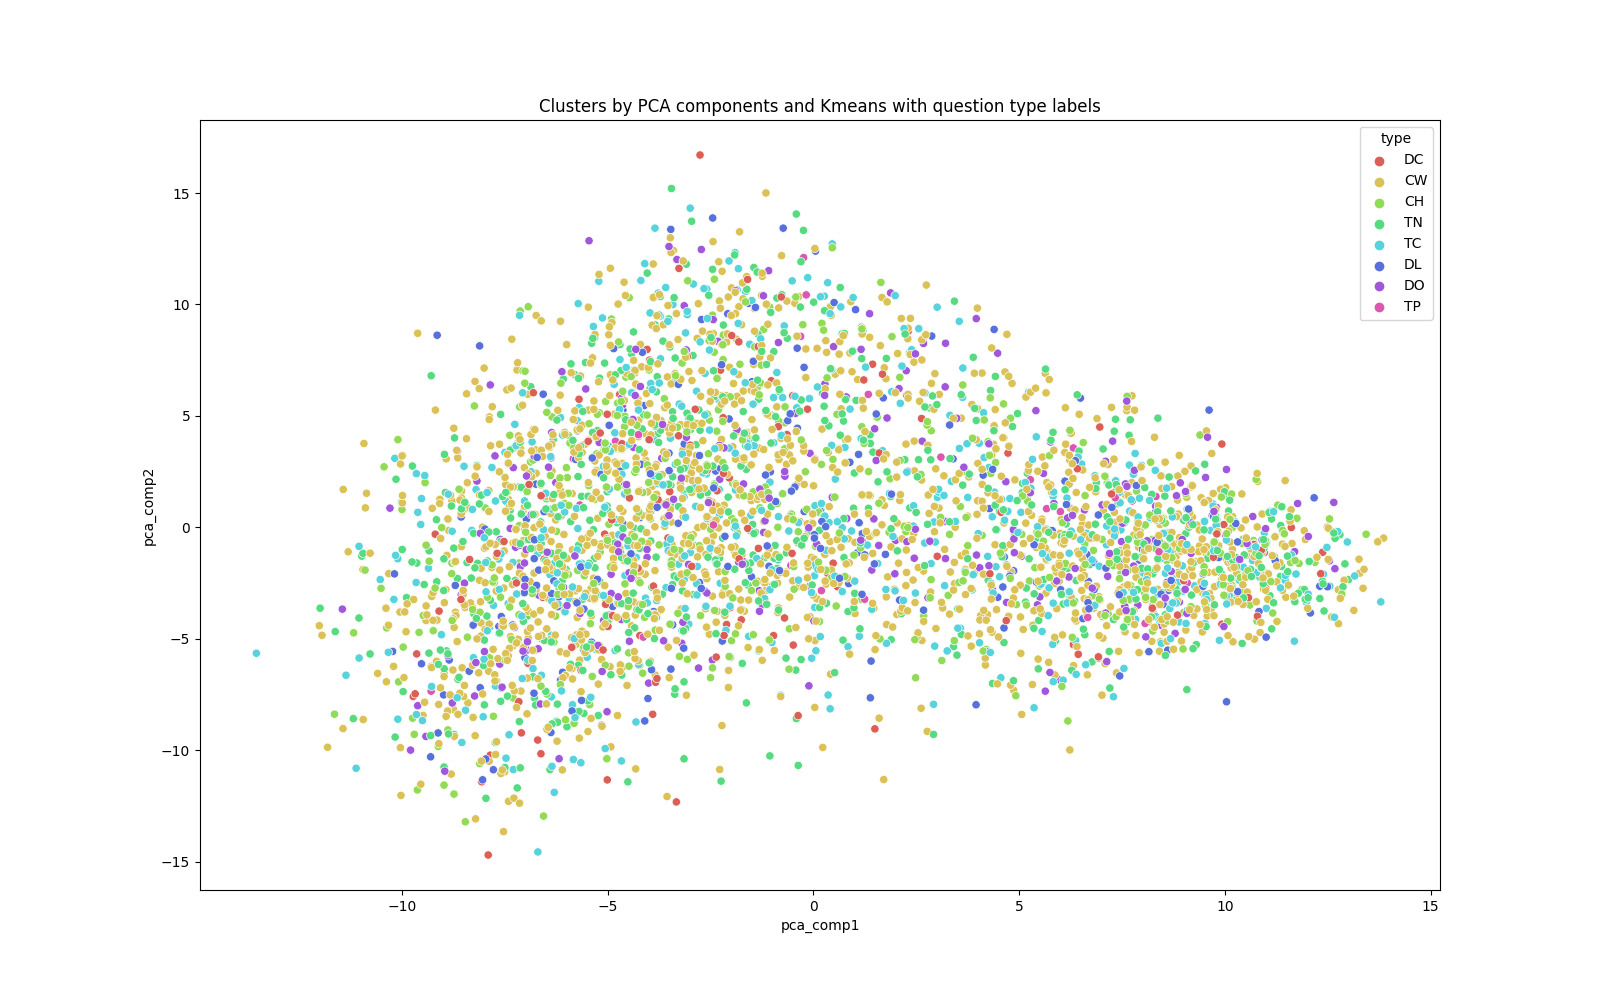 Clusters by PCA components and Kmeans with question type labels
type
DC
CW
CH
TN
TC
DL
DO
TP
15
10
5
0
−5
−10
−15
pca_comp2
−10
−5
0
5
10
15
pca_comp1